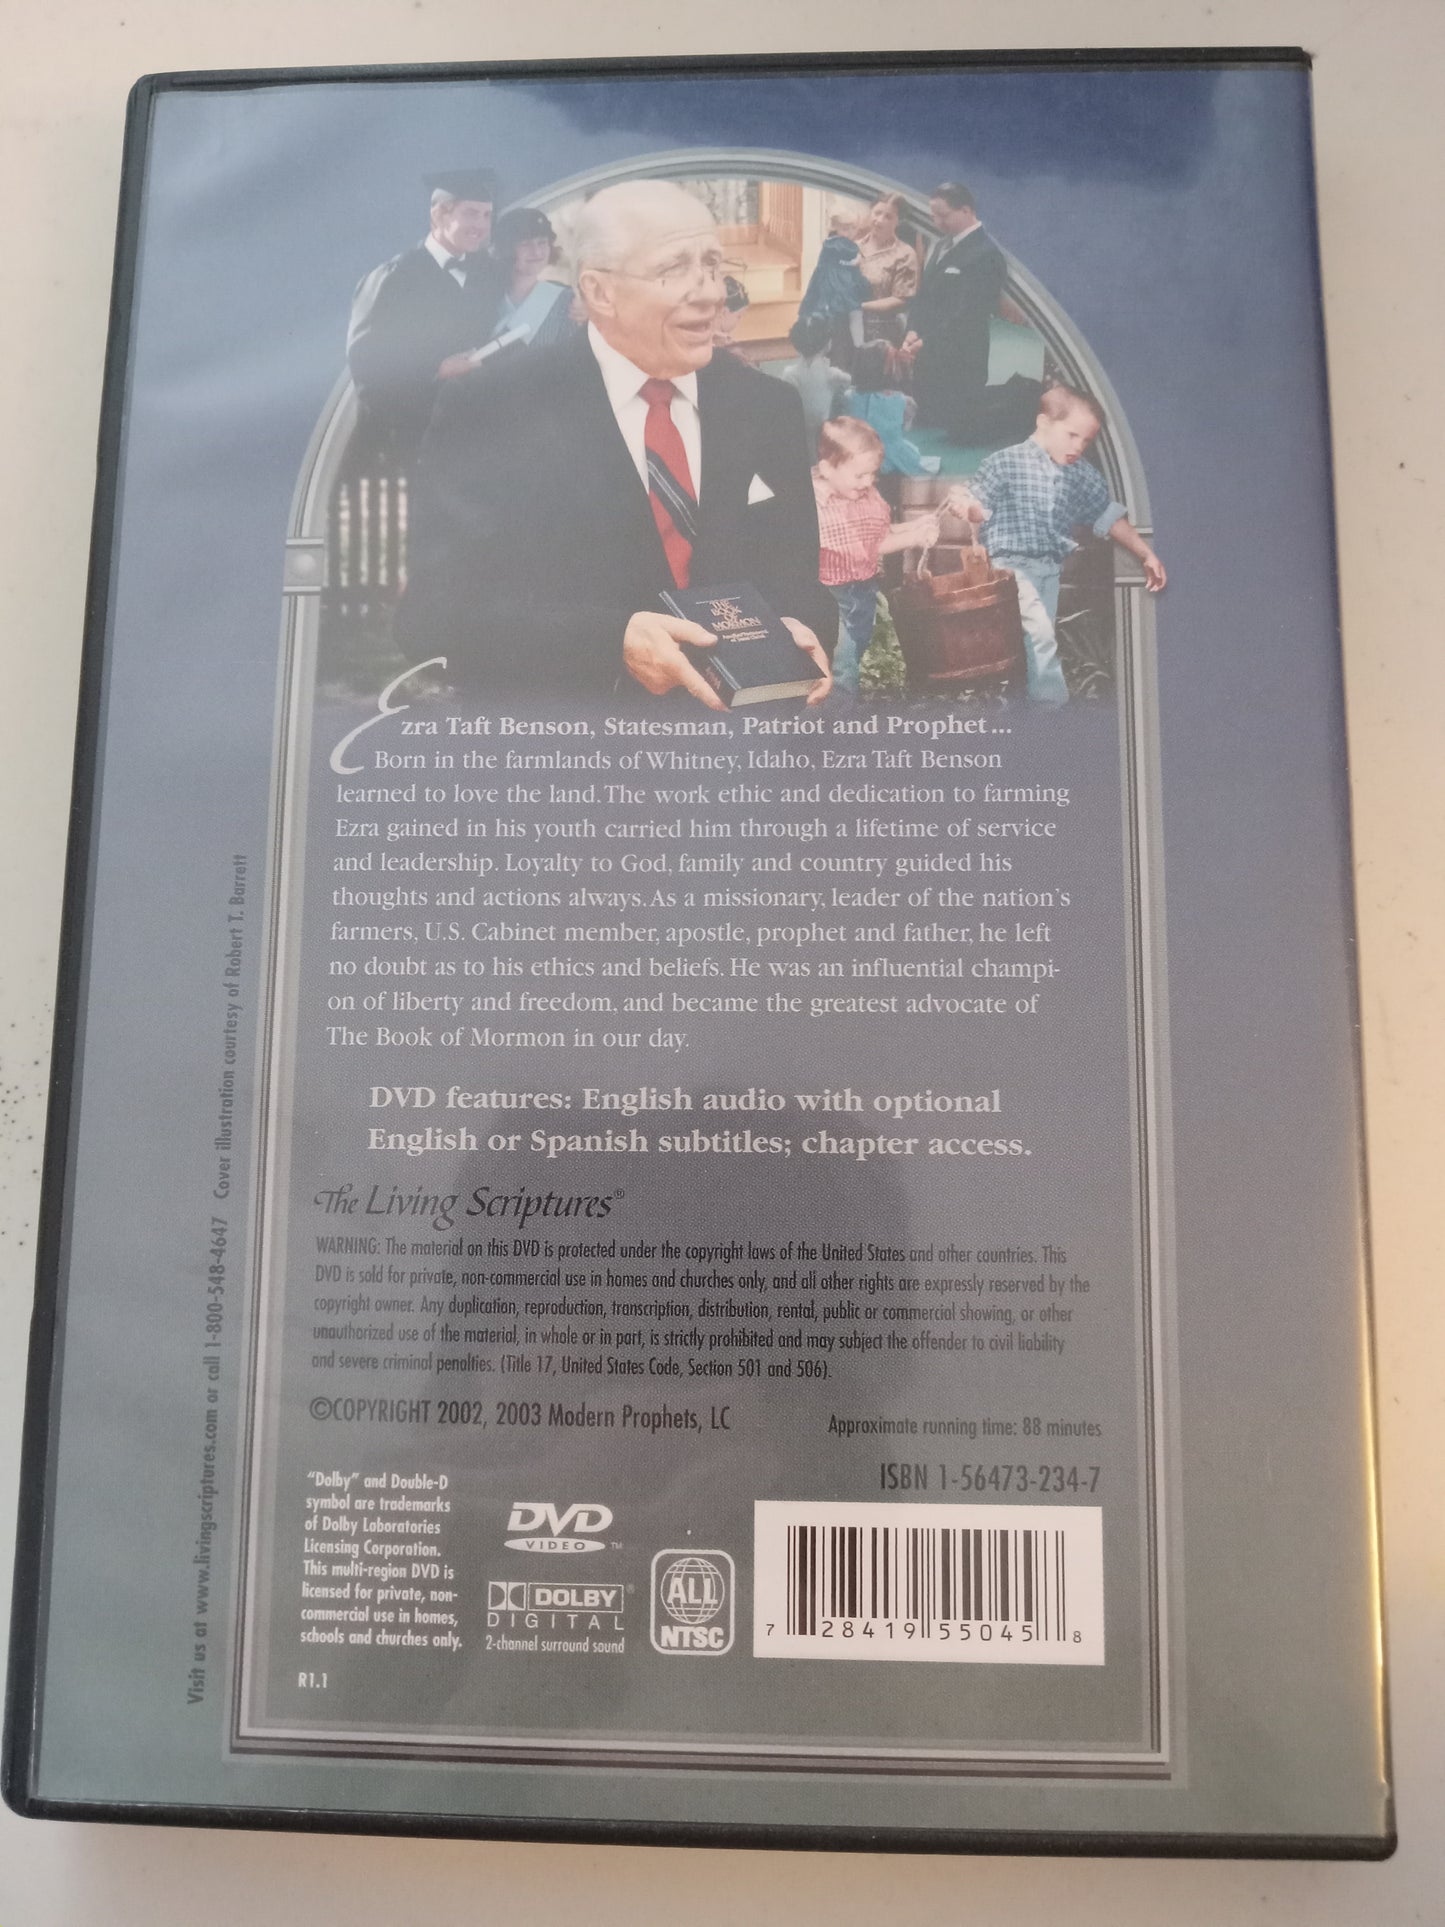 THE
BOOK
OF
MORMON
Another Testament
of Jesus Christ
Ezra Taft Benson, Statesman, Patriot and Prophet...
Born in the farmlands of Whitney, Idaho, Ezra Taft Benson
learned to love the land. The work ethic and dedication to farming
Ezra gained in his youth carried him through a lifetime of service
and leadership. Loyalty to God, family and country guided his
thoughts and actions always. As a missionary, leader of the nation's
farmers, U.S. Cabinet member, apostle, prophet and father, he left
no doubt as to his ethics and beliefs. He was an influential champi-
on of liberty and freedom, and became the greatest advocate of
The Book of Mormon in our day.
DVD features: English audio with optional
English or Spanish subtitles; chapter access.
The Living Scriptures®
WARNING: The material on this DVD is protected under the copyright laws of the United States and other countries. This
DVD is sold for private, non-commercial use in homes and churches only, and all other rights are expressly reserved by the
copyright owner. Any duplication, reproduction, transcription, distribution, rental, public or commercial showing, or other
unauthorized use of the material, in whole or in part, is strictly prohibited and may subject the offender to civil liability
and severe criminal penalties. (Title 17, United States Code, Section 501 and 506).
©COPYRIGHT 2002, 2003 Modern Prophets, LC
Approximate running time: 88 minutes
ISBN 1-56473-234-7
"Dolby" and Double-D
symbol are trademarks
of Dolby Laboratories
Licensing Corporation.
This multi-region DVD is
licensed for private, non-
commercial use in homes,
schools and churches only.
R1.1
DVD
VIDEO ™
DOLBY®
DIGITAL
2-channel surround sound
ALL
NTSC
7 28419 55045 8
Visit us at www.livingscriptures.com or call 1-800-548-4647 Cover illustration courtesy of Robert T. Barrett